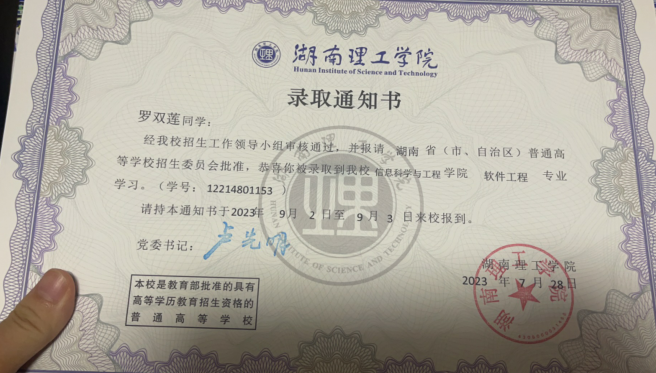 湖南理工学院
Hunan Institute of Science and Technology
录取通知书
罗双莲同学：
经我校招生工作领导小组审核通过，并报请 湖南 省（市、自治区）普通高
等学校招生委员会批准，恭喜你被录取到我校 信息科学与工程 学院 软件工程 专业
学习。（学号：12214801153 ）
请持本通知书于2023年 9月 2日至 9月 3日来校报到。
党委书记：卢先明
本校是教育部批准的具有
高等学历教育招生资格的
普通高等学校
湖南理工学院
2023 年 7月 28日
湖南理工学院
HUNAN INSTITUTE OF SCIENCE AND TECHNOLOGY